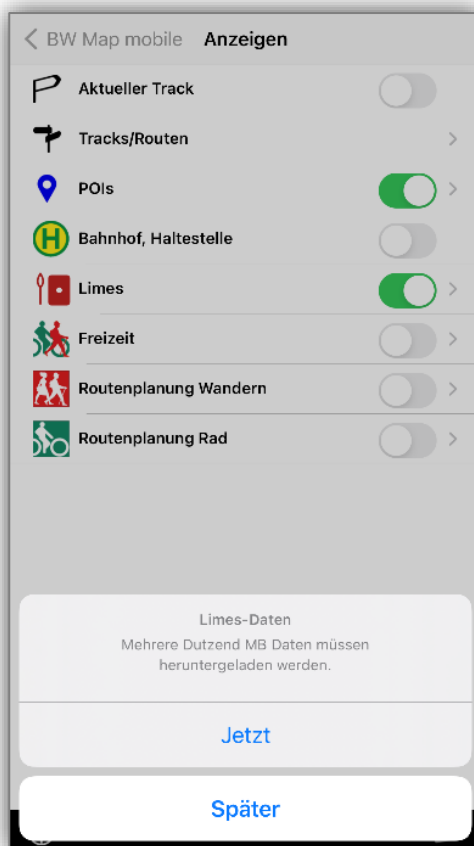 BW Map mobile Anzeigen
Aktueller Track
Tracks/Routen
POIs
H Bahnhof, Haltestelle
Limes
Freizeit
Routenplanung Wandern
Routenplanung Rad
Limes-Daten
Mehrere Dutzend MB Daten müssen
heruntergeladen werden.
Jetzt
Später